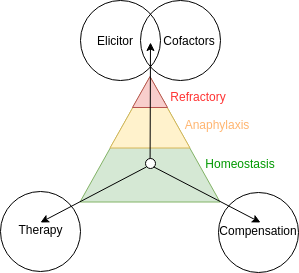 Elicitor
Cofactors
Refractory
Anaphylaxis
Homeostasis
Therapy
Compensation